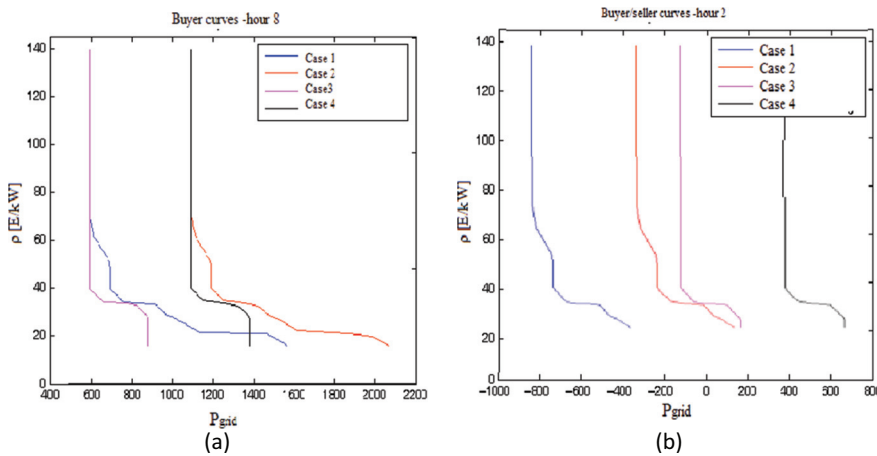 Buyer curves -hour 8
Case 1
Case 2
Case3
Case 4
ρ [E/kW]
140
120
100
80
60
40
20
0
400 600 800 1000 1200 1400 1600 1800 2000 2200
Pgrid
(a)
Buyer/seller curves -hour 2
Case 1
Case 2
Case 3
Case 4
ρ [E/kW]
140
120
100
80
60
40
20
0
-1000 -800 -600 -400 -200 0 200 400 600 800
Pgrid
(b)